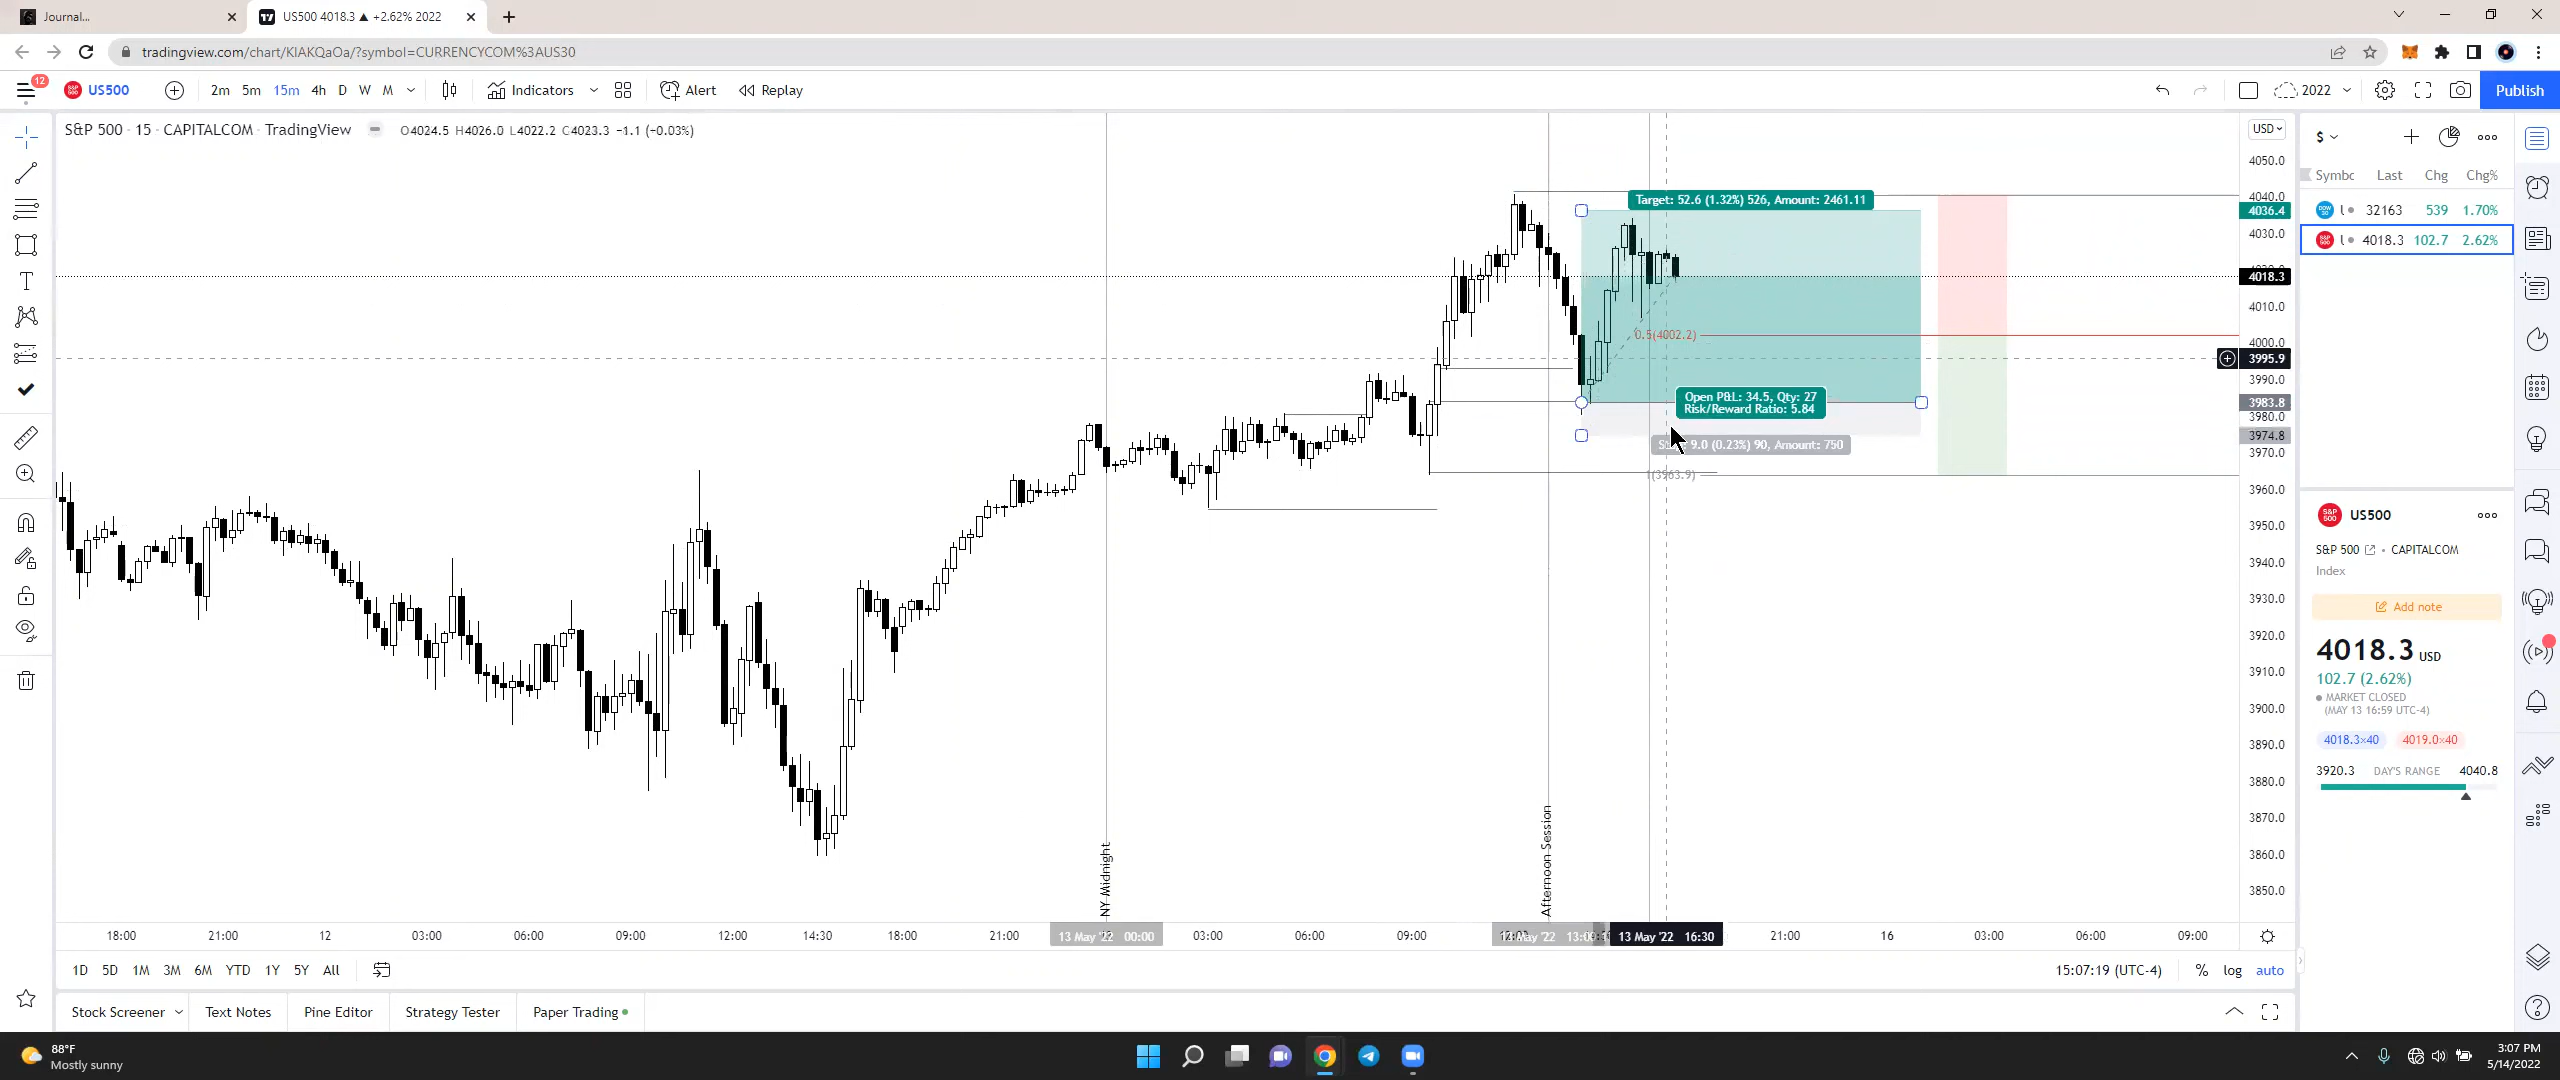 Journal...
US500 4018.3 ▲ +2.62% 2022
tradingview.com/chart/KIAKQaOa/?symbol=CURRENCYCOM%3AUS30
12
US500
2m 5m 15m 4h D W M
Indicators
Alert
Replay
2022
Publish
S&P 500 · 15 · CAPITALCOM · TradingView
O4024.5 H4026.0 L4022.2 C4023.3 −1.1 (−0.03%)
USD
4050.0
4040.0
4036.4
4030.0
4018.3
4010.0
4000.0
3995.9
3990.0
3983.8
3980.0
3974.8
3970.0
3960.0
3950.0
3940.0
3930.0
3920.0
3910.0
3900.0
3890.0
3880.0
3870.0
3860.0
3850.0
Target: 52.6 (1.32%) 526, Amount: 2461.11
0.5(4002.2)
Open P&L: 34.5, Qty: 27
Risk/Reward Ratio: 5.84
9.0 (0.23%) 90, Amount: 750
1(3963.9)
NY Midnight
Afternoon Session
18:00 21:00 12 03:00 06:00 09:00 12:00 14:30 18:00 21:00 13 May '22 00:00 03:00 06:00 09:00 13:00 13 May '22 16:30 21:00 16 03:00 06:00 09:00
1D 5D 1M 3M 6M YTD 1Y 5Y All
15:07:19 (UTC-4) % log auto
Stock Screener
Text Notes
Pine Editor
Strategy Tester
Paper Trading
$
Symbc Last Chg Chg%
32163 539 1.70%
4018.3 102.7 2.62%
US500
S&P 500 • CAPITALCOM
Index
Add note
4018.3 USD
102.7 (2.62%)
MARKET CLOSED
(MAY 13 16:59 UTC-4)
4018.3×40 4019.0×40
3920.3 DAY'S RANGE 4040.8
88°F
Mostly sunny
3:07 PM
5/14/2022